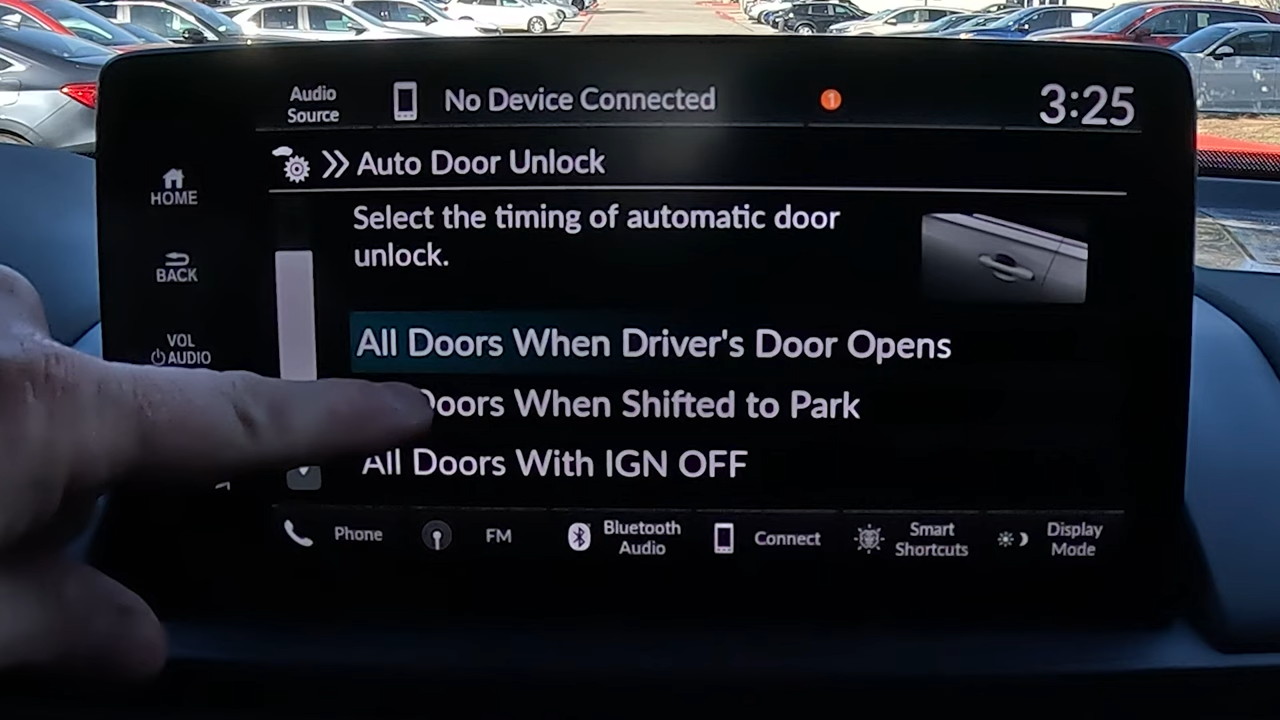 Audio
Source
No Device Connected
1
3:25
Auto Door Unlock
HOME
Select the timing of automatic door
unlock.
BACK
VOL
AUDIO
All Doors When Driver's Door Opens
Doors When Shifted to Park
All Doors With IGN OFF
Phone
FM
Bluetooth
Audio
Connect
Smart
Shortcuts
Display
Mode